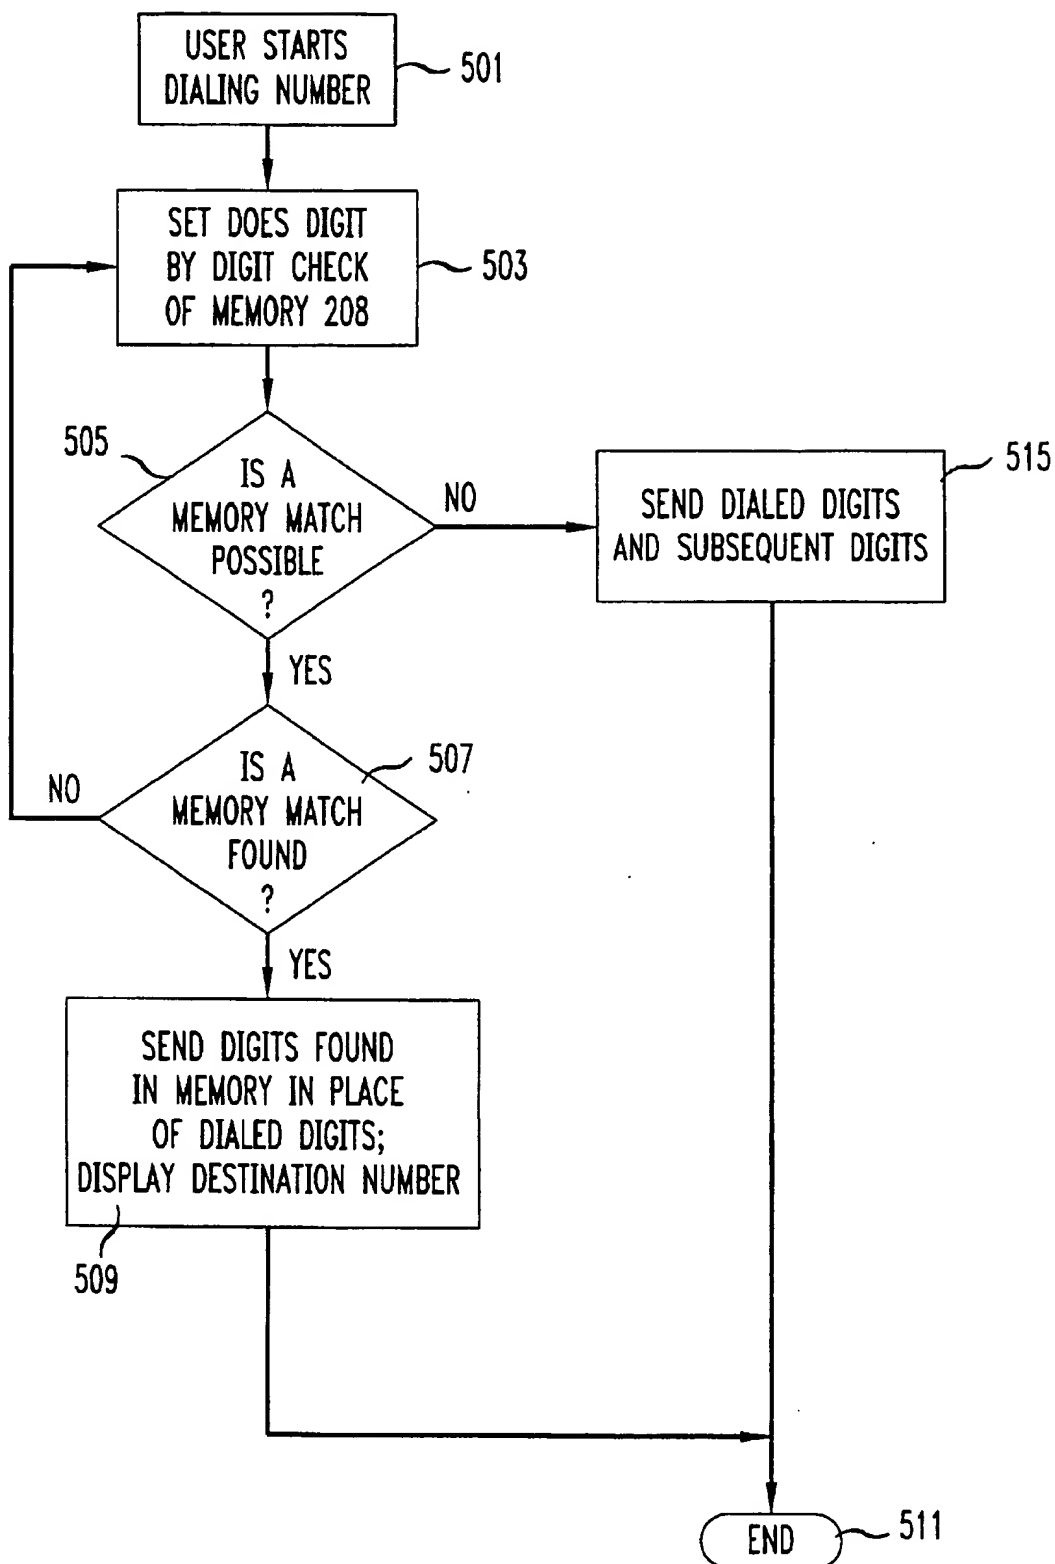 USER STARTS
DIALING NUMBER
501
SET DOES DIGIT
BY DIGIT CHECK
OF MEMORY 208
503
505
IS A
MEMORY MATCH
POSSIBLE
?
NO
SEND DIALED DIGITS
AND SUBSEQUENT DIGITS
515
YES
IS A
MEMORY MATCH
FOUND
?
507
NO
YES
SEND DIGITS FOUND
IN MEMORY IN PLACE
OF DIALED DIGITS;
DISPLAY DESTINATION NUMBER
509
END
511